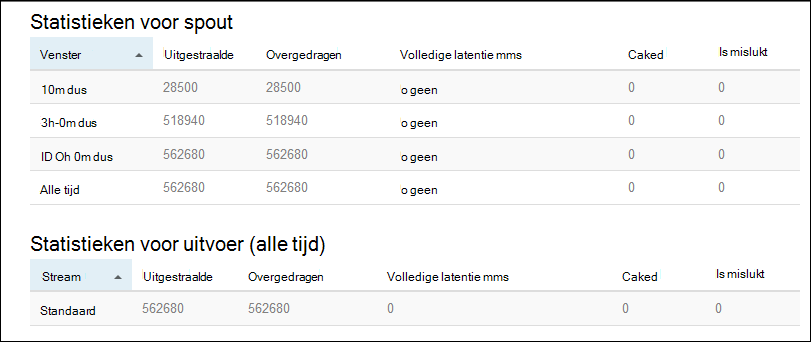 Statistieken voor spout
Venster Uitgestraalde Overgedragen Volledige latentie mms Caked Is mislukt
10m dus 28500 28500 o geen 0 0
3h-0m dus 518940 518940 o geen 0 0
ID Oh 0m dus 562680 562680 o geen 0 0
Alle tijd 562680 562680 o geen 0 0
Statistieken voor uitvoer (alle tijd)
Stream Uitgestraalde Overgedragen Volledige latentie mms Caked Is mislukt
Standaard 562680 562680 0 0 0